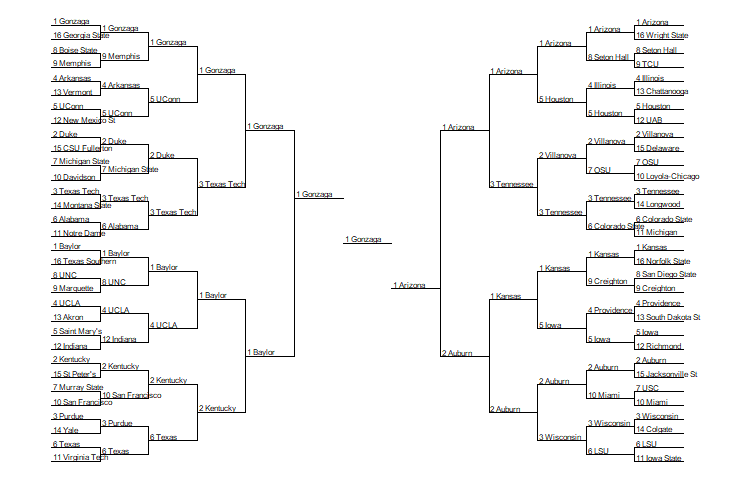 1 Gonzaga
16 Georgia State
8 Boise State
9 Memphis
4 Arkansas
13 Vermont
5 UConn
12 New Mexico St
2 Duke
15 CSU Fullerton
7 Michigan State
10 Davidson
3 Texas Tech
14 Montana State
6 Alabama
11 Notre Dame
1 Baylor
16 Texas Southern
8 UNC
9 Marquette
4 UCLA
13 Akron
5 Saint Mary's
12 Indiana
2 Kentucky
15 St Peter's
7 Murray State
10 San Francisco
3 Purdue
14 Yale
6 Texas
11 Virginia Tech
1 Gonzaga
9 Memphis
4 Arkansas
5 UConn
2 Duke
7 Michigan State
3 Texas Tech
6 Alabama
1 Baylor
8 UNC
4 UCLA
12 Indiana
2 Kentucky
10 San Francisco
3 Purdue
6 Texas
1 Gonzaga
5 UConn
2 Duke
3 Texas Tech
1 Baylor
4 UCLA
2 Kentucky
6 Texas
1 Gonzaga
3 Texas Tech
1 Baylor
2 Kentucky
1 Gonzaga
1 Baylor
1 Gonzaga
1 Gonzaga
1 Arizona
1 Arizona
2 Auburn
1 Arizona
3 Tennessee
1 Kansas
2 Auburn
1 Arizona
5 Houston
2 Villanova
3 Tennessee
1 Kansas
5 Iowa
2 Auburn
3 Wisconsin
1 Arizona
8 Seton Hall
4 Illinois
5 Houston
2 Villanova
7 OSU
3 Tennessee
6 Colorado State
1 Kansas
9 Creighton
4 Providence
5 Iowa
2 Auburn
10 Miami
3 Wisconsin
6 LSU
1 Arizona
16 Wright State
8 Seton Hall
9 TCU
4 Illinois
13 Chattanooga
5 Houston
12 UAB
2 Villanova
15 Delaware
7 OSU
10 Loyola-Chicago
3 Tennessee
14 Longwood
6 Colorado State
11 Michigan
1 Kansas
16 Norfolk State
8 San Diego State
9 Creighton
4 Providence
13 South Dakota St
5 Iowa
12 Richmond
2 Auburn
15 Jacksonville St
7 USC
10 Miami
3 Wisconsin
14 Colgate
6 LSU
11 Iowa State